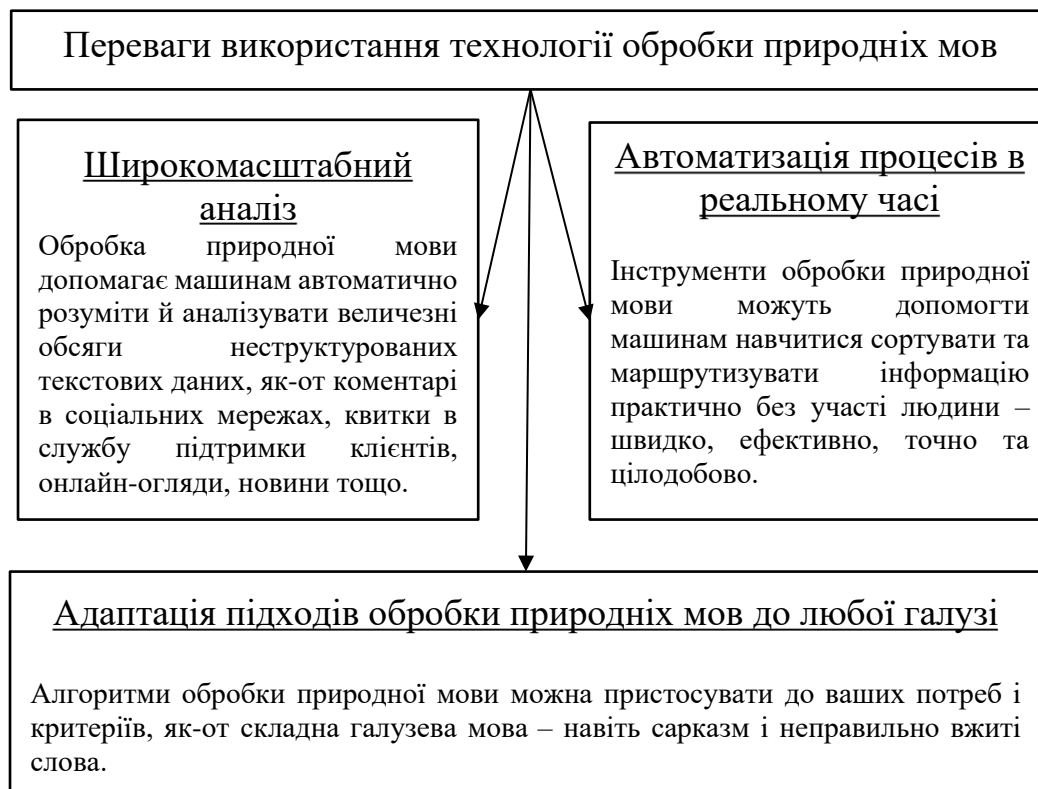 Переваги використання технології обробки природніх мов
Широкомасштабний
аналіз
Обробка природної мови
допомагає машинам автоматично
розуміти й аналізувати величезні
обсяги неструктурованих
текстових даних, як-от коментарі
в соціальних мережах, квитки в
службу підтримки клієнтів,
онлайн-огляди, новини тощо.
Автоматизація процесів в
реальному часі
Інструменти обробки природної
мови можуть допомогти
машинам навчитися сортувати та
маршрутизувати інформацію
практично без участі людини –
швидко, ефективно, точно та
цілодобово.
Адаптація підходів обробки природніх мов до любої галузі
Алгоритми обробки природної мови можна пристосувати до ваших потреб і
критеріїв, як-от складна галузева мова – навіть сарказм і неправильно вжиті
слова.